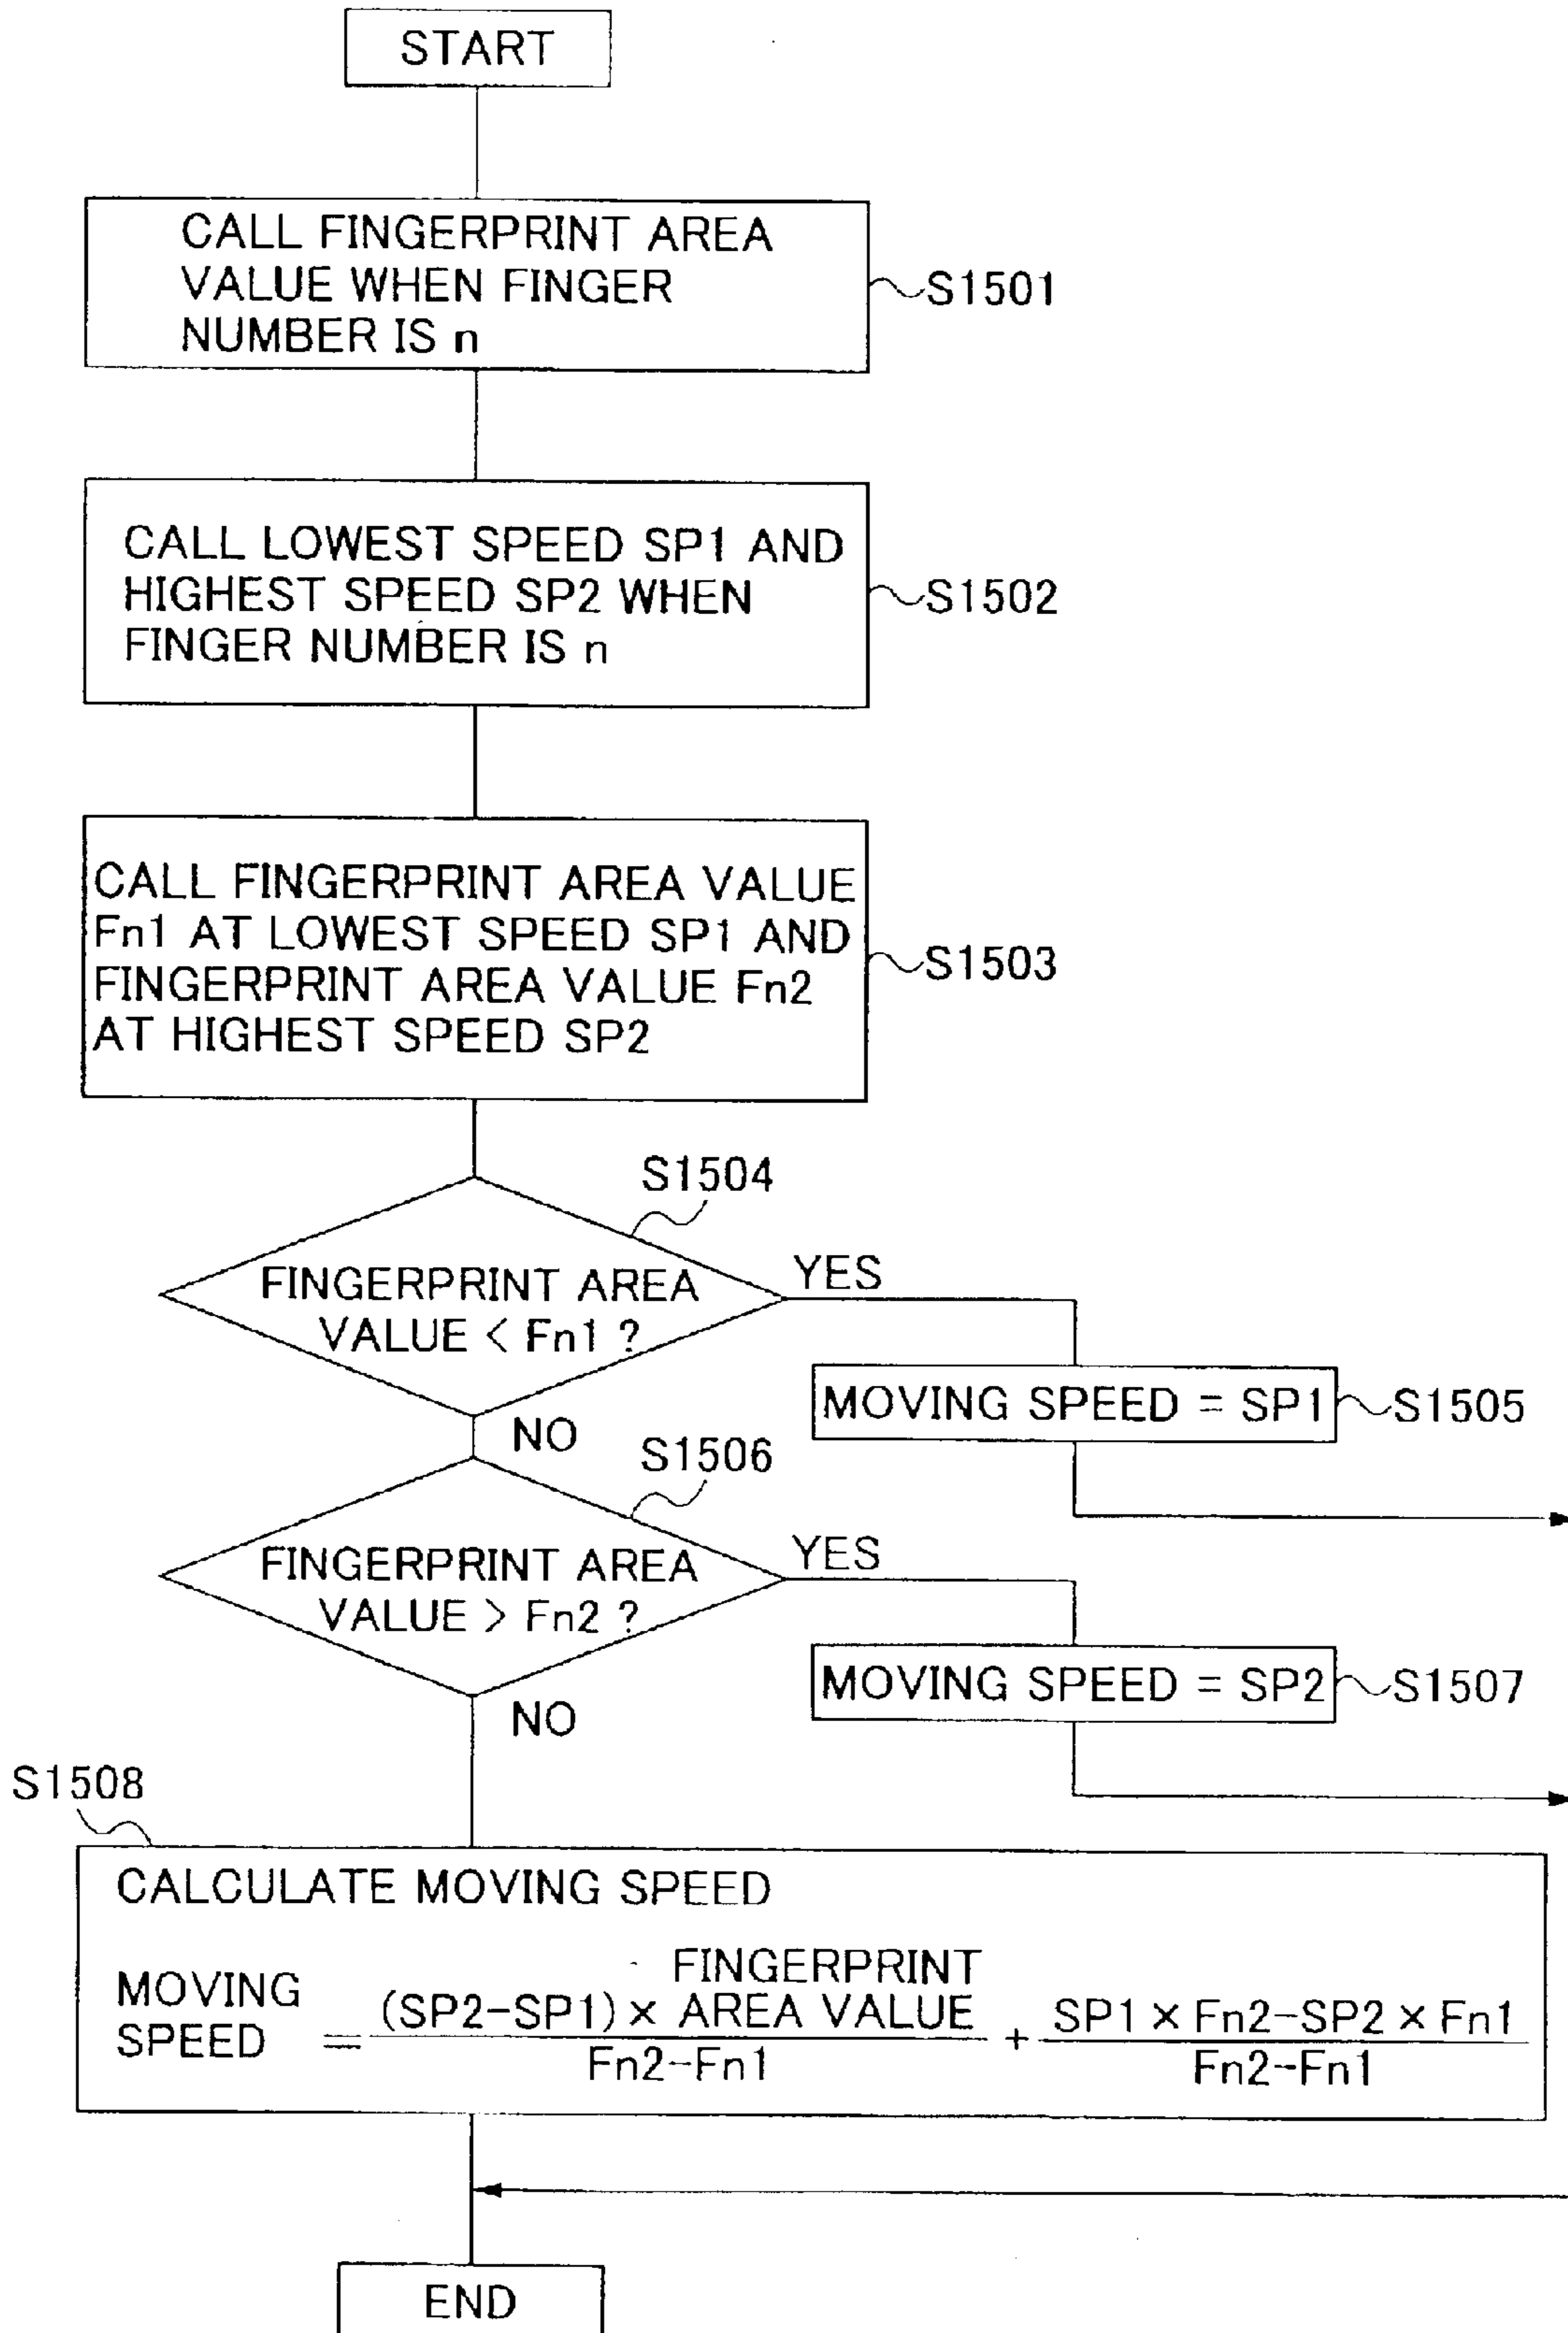 START
CALL FINGERPRINT AREA
VALUE WHEN FINGER
NUMBER IS n
S1501
CALL LOWEST SPEED SP1 AND
HIGHEST SPEED SP2 WHEN
FINGER NUMBER IS n
S1502
CALL FINGERPRINT AREA VALUE
Fn1 AT LOWEST SPEED SP1 AND
FINGERPRINT AREA VALUE Fn2
AT HIGHEST SPEED SP2
S1503
S1504
FINGERPRINT AREA
VALUE < Fn1 ?
YES
MOVING SPEED = SP1
S1505
NO
S1506
FINGERPRINT AREA
VALUE > Fn2 ?
YES
MOVING SPEED = SP2
S1507
NO
S1508
CALCULATE MOVING SPEED
MOVING
SPEED
=
FINGERPRINT
(SP2-SP1) × AREA VALUE
Fn2-Fn1
+
SP1 × Fn2-SP2 × Fn1
Fn2-Fn1
END